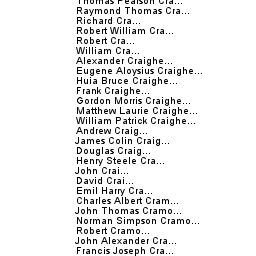 Thomas Pearson Cra...
Raymond Thomas Cra...
Richard Cra...
Robert William Cra...
Robert Cra...
William Cra...
Alexander Craighe...
Eugene Aloysius Craighe...
Huia Bruce Craighe...
Frank Craighe...
Gordon Morris Craighe...
Matthew Laurie Craighe...
William Patrick Craighe...
Andrew Craig...
James Colin Craig...
Douglas Craig...
Henry Steele Cra...
John Crai...
David Crai...
Emil Harry Cra...
Charles Albert Cram...
John Thomas Cramo...
Norman Simpson Cramo...
Robert Cramo...
John Alexander Cra...
Francis Joseph Cra...